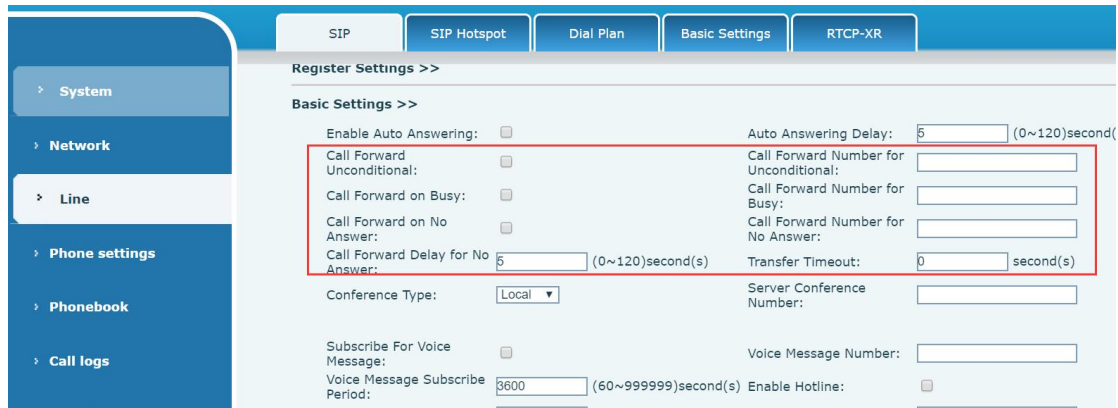 SIP SIP Hotspot Dial Plan Basic Settings RTCP-XR
System
Network
Line
Phone settings
Phonebook
Call logs
Register Settings >>
Basic Settings >>
Enable Auto Answering: Auto Answering Delay: 5 (0~120)second(
Call Forward Call Forward Number for
Unconditional: Unconditional:
Call Forward on Busy: Call Forward Number for
Busy:
Call Forward on No Call Forward Number for
Answer: No Answer:
Call Forward Delay for No
Answer: 5 (0~120)second(s) Transfer Timeout: 0 second(s)
Conference Type: Local Server Conference
Number:
Subscribe For Voice
Message: Voice Message Number:
Voice Message Subscribe
Period: 3600 (60~999999)second(s) Enable Hotline: